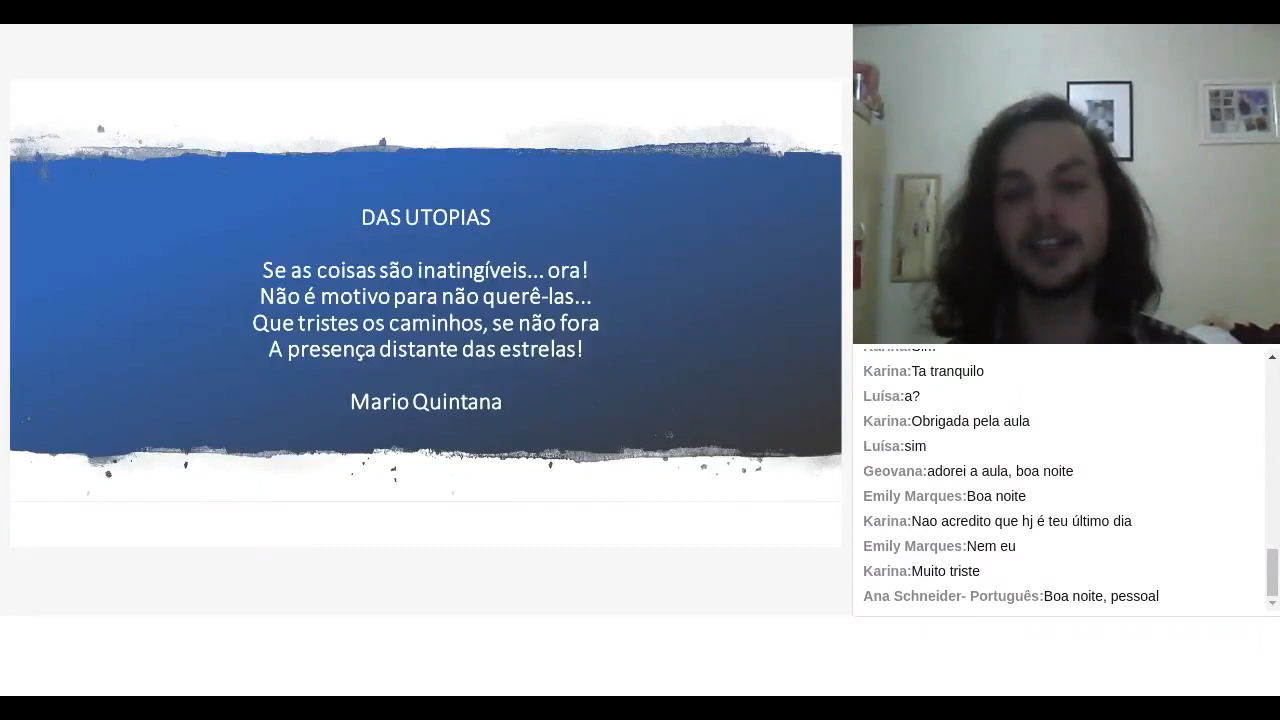 DAS UTOPIAS
Se as coisas são inatingíveis... ora!
Não é motivo para não querê-las...
Que tristes os caminhos, se não fora
A presença distante das estrelas!
Mario Quintana
Karina:Sim
Karina:Ta tranquilo
Luísa:a?
Karina:Obrigada pela aula
Luísa:sim
Geovana:adorei a aula, boa noite
Emily Marques:Boa noite
Karina:Nao acredito que hj é teu último dia
Emily Marques:Nem eu
Karina:Muito triste
Ana Schneider- Português:Boa noite, pessoal